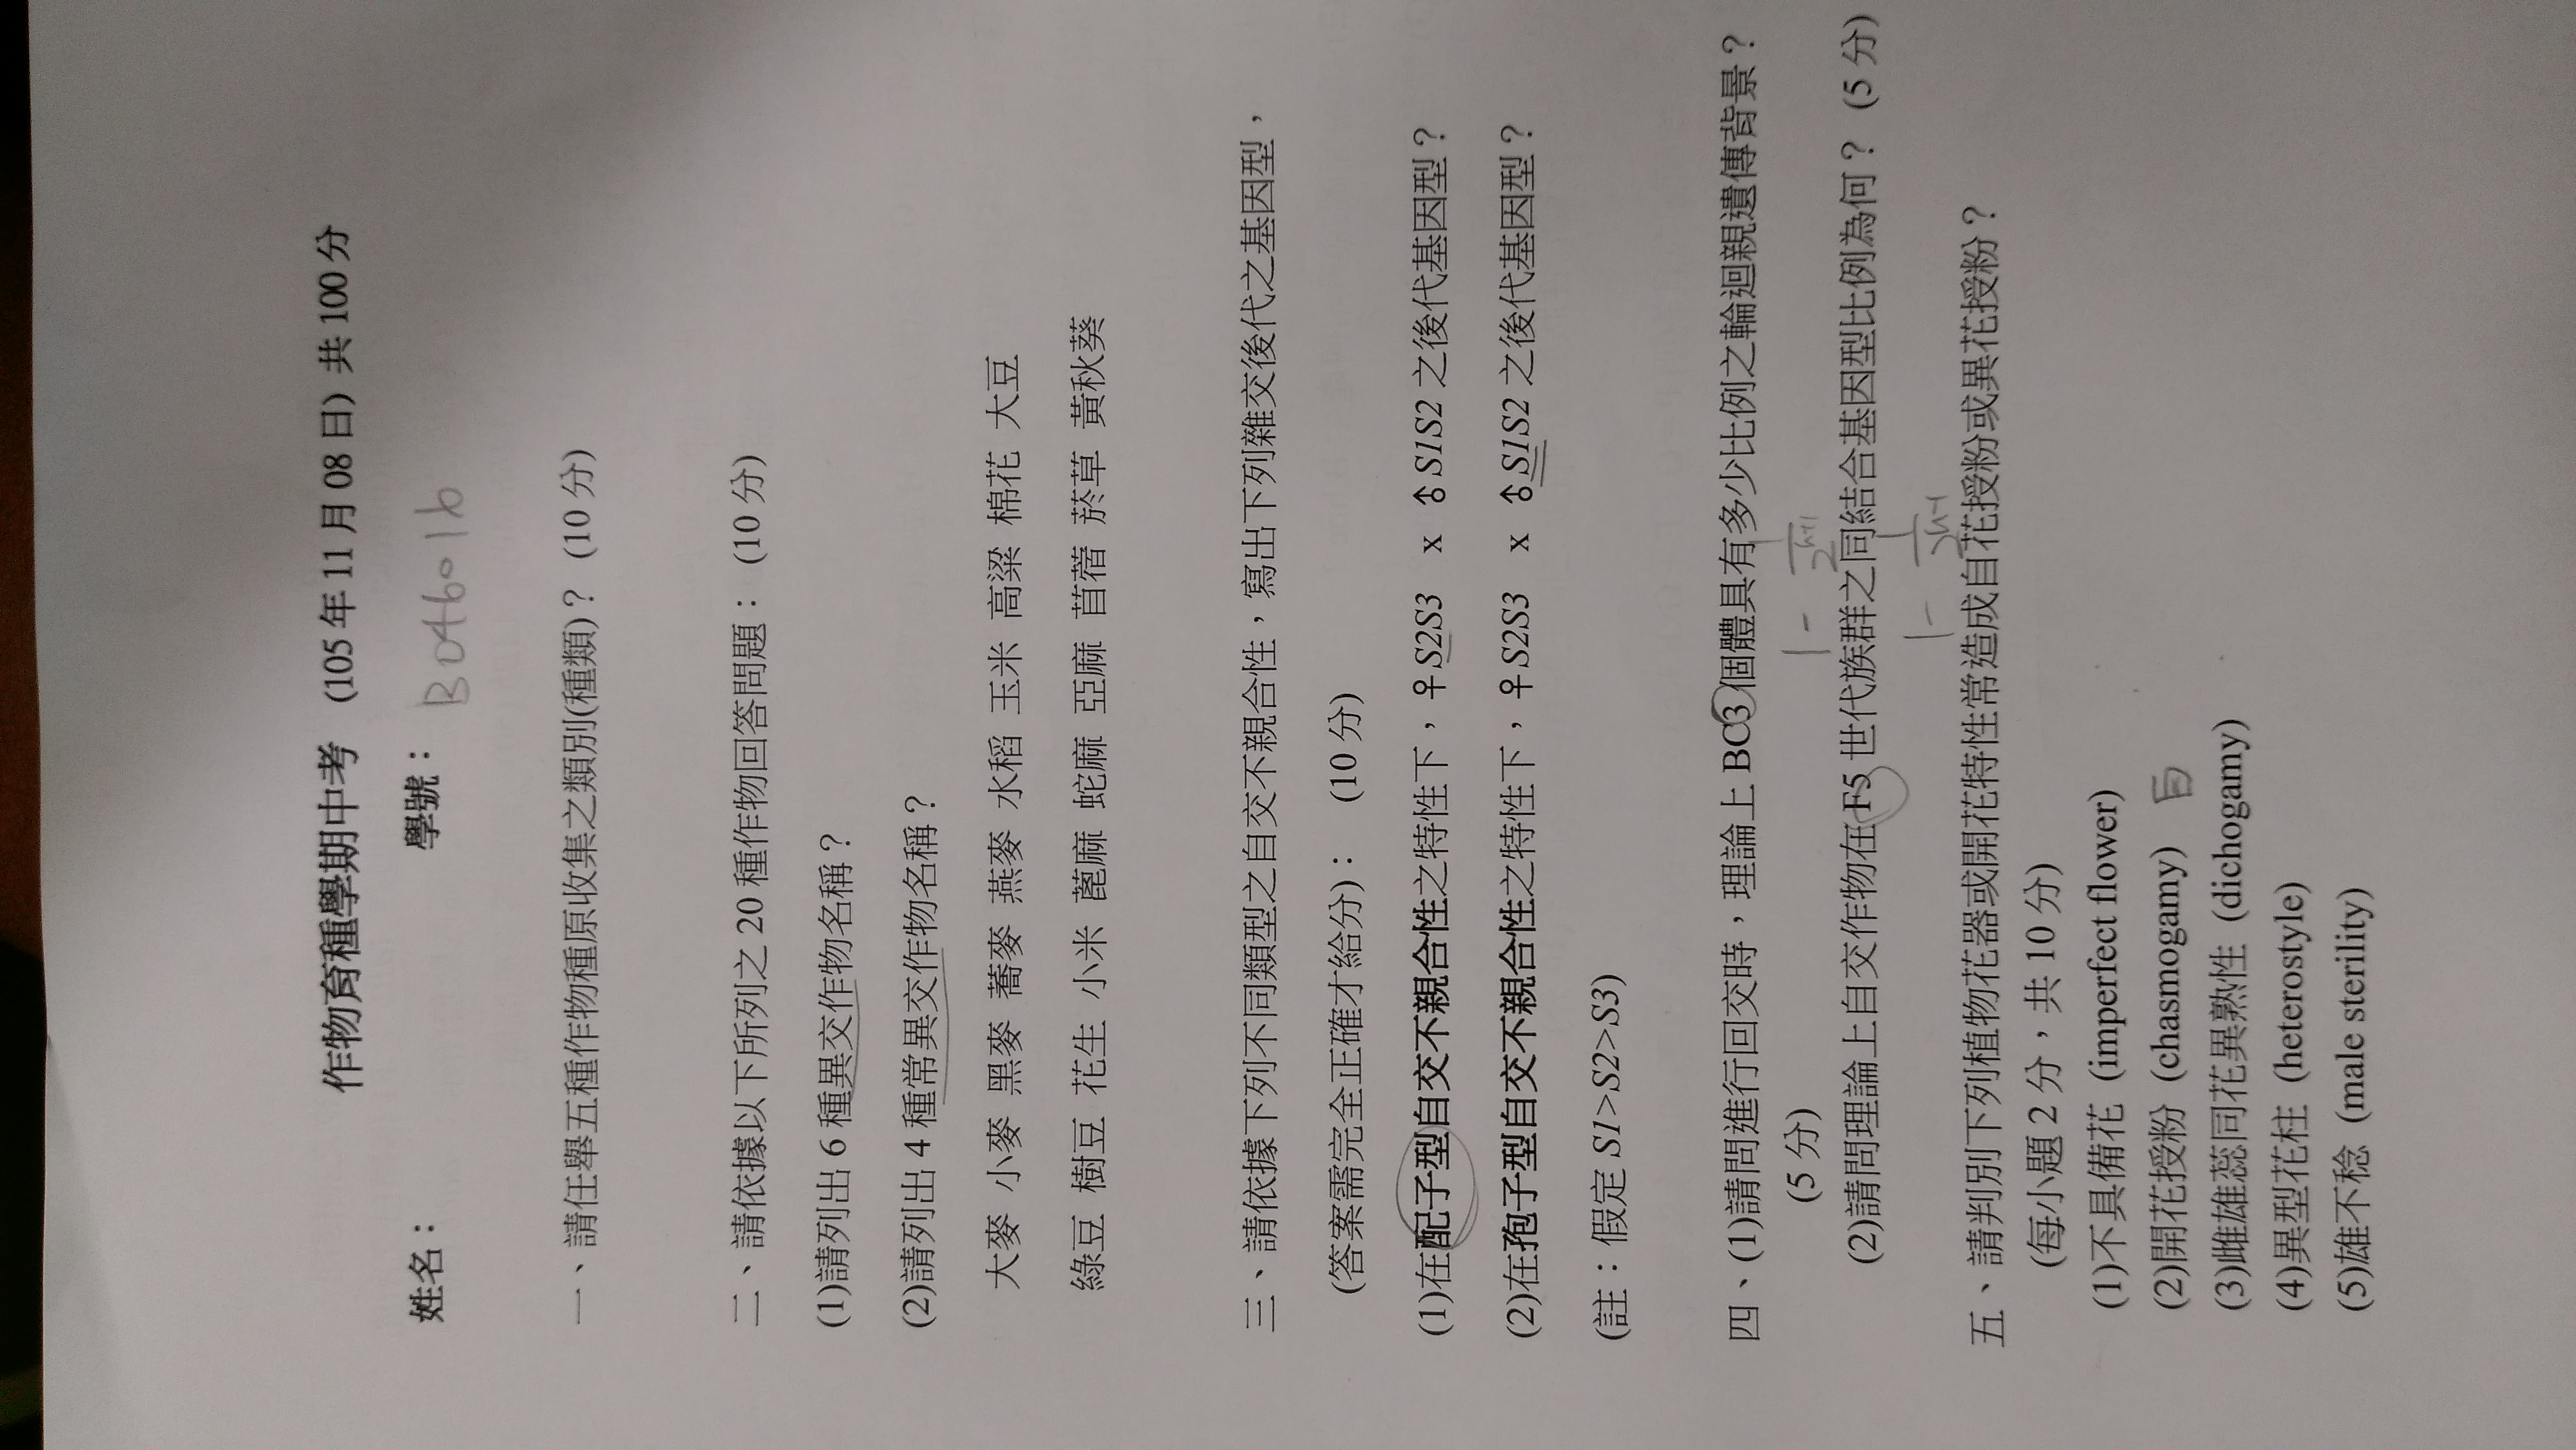 作物育種學期中考 (105 年 11 月 08 日) 共 100 分
姓名: 學號: B0460116
一、請任舉五種作物種原收集之類別(種類)? (10 分)
二、請依據以下所列之 20 種作物回答問題: (10 分)
(1)請列出 6 種異交作物名稱?
(2)請列出 4 種常異交作物名稱?
大麥 小麥 黑麥 蕎麥 燕麥 水稻 玉米 高粱 棉花 大豆
綠豆 樹豆 花生 小米 蓖麻 蛇麻 亞麻 苜蓿 菸草 黃秋葵
三、請依據下列不同類型之自交不親合性,寫出下列雜交後代之基因型,
(答案需完全正確才給分): (10 分)
(1)在配子型自交不親合性之特性下,♀S2S3 x ♂S1S2 之後代基因型?
(2)在孢子型自交不親合性之特性下,♀S2S3 x ♂S1S2 之後代基因型?
(註:假定 S1>S2>S3)
四、(1)請問進行回交時,理論上 BC3 個體具有多少比例之輪迴親遺傳背景?
(5 分) 1 - 1/2ⁿ⁺¹
(2)請問理論上自交作物在 F5 世代族群之同結合基因型比例為何? (5 分)
1 - 1/2ⁿ⁻¹
五、請判別下列植物花器或開花特性常造成自花授粉或異花授粉?
(每小題 2 分,共 10 分)
(1)不具備花 (imperfect flower)
(2)開花授粉 (chasmogamy) 自
(3)雌雄蕊同花異熟性 (dichogamy)
(4)異型花柱 (heterostyle)
(5)雄不稔 (male sterility)